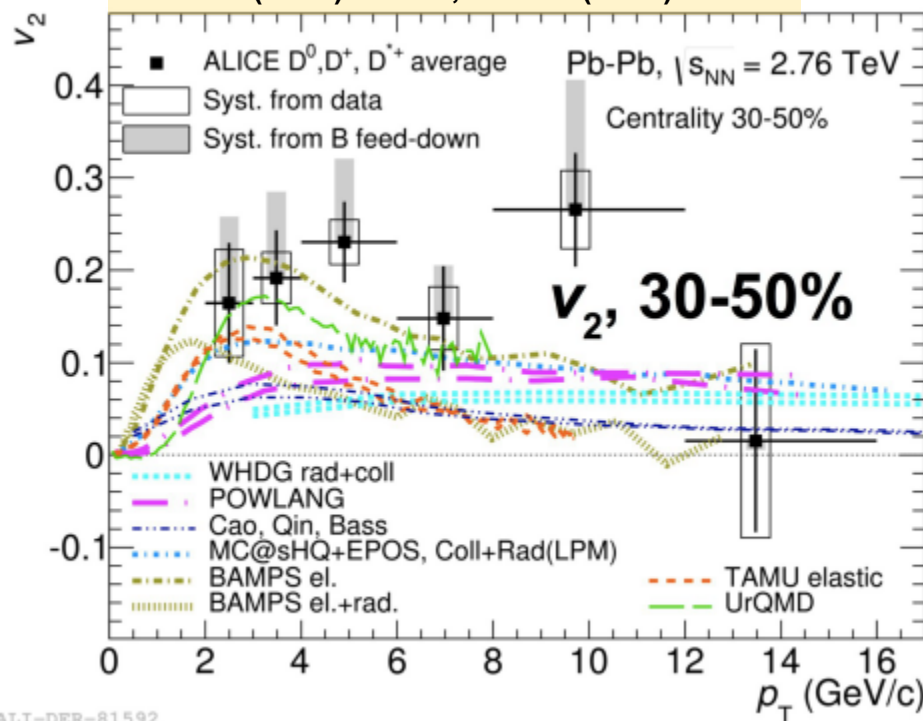 v₂
ALICE D⁰,D⁺, D*⁺ average
Syst. from data
Syst. from B feed-down
Pb-Pb, √sNN = 2.76 TeV
Centrality 30-50%
0.4
0.3
0.2
0.1
0
-0.1
v₂, 30-50%
WHDG rad+coll
POWLANG
Cao, Qin, Bass
MC@sHQ+EPOS, Coll+Rad(LPM)
BAMPS el.
BAMPS el.+rad.
TAMU elastic
UrQMD
0 2 4 6 8 10 12 14 16
pT (GeV/c)